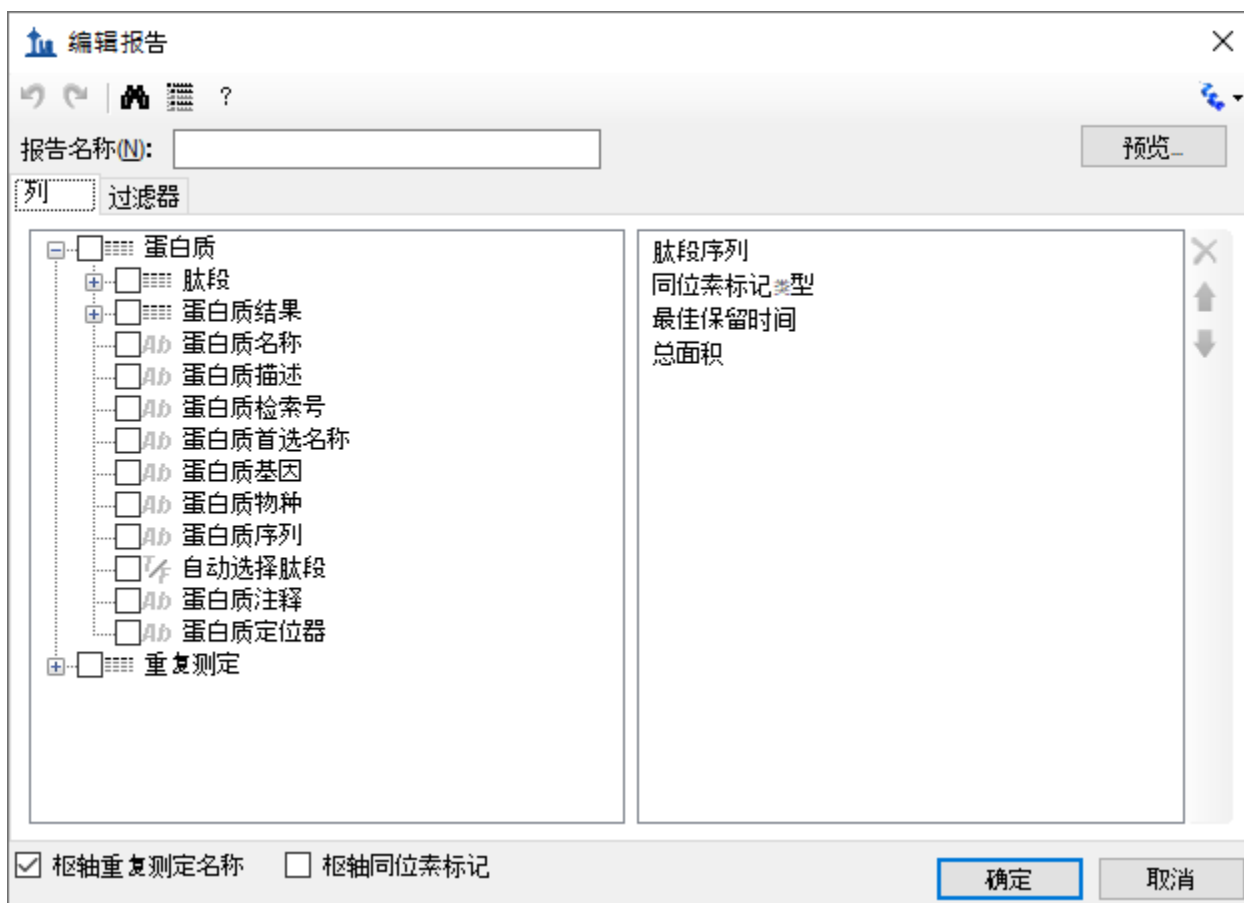 编辑报告
?
报告名称(N):
预览...
列
过滤器
蛋白质
肽段
蛋白质结果
Ab 蛋白质名称
Ab 蛋白质描述
Ab 蛋白质检索号
Ab 蛋白质首选名称
Ab 蛋白质基因
Ab 蛋白质物种
Ab 蛋白质序列
T/F 自动选择肽段
Ab 蛋白质注释
Ab 蛋白质定位器
重复测定
肽段序列
同位素标记类型
最佳保留时间
总面积
枢轴重复测定名称
枢轴同位素标记
确定
取消